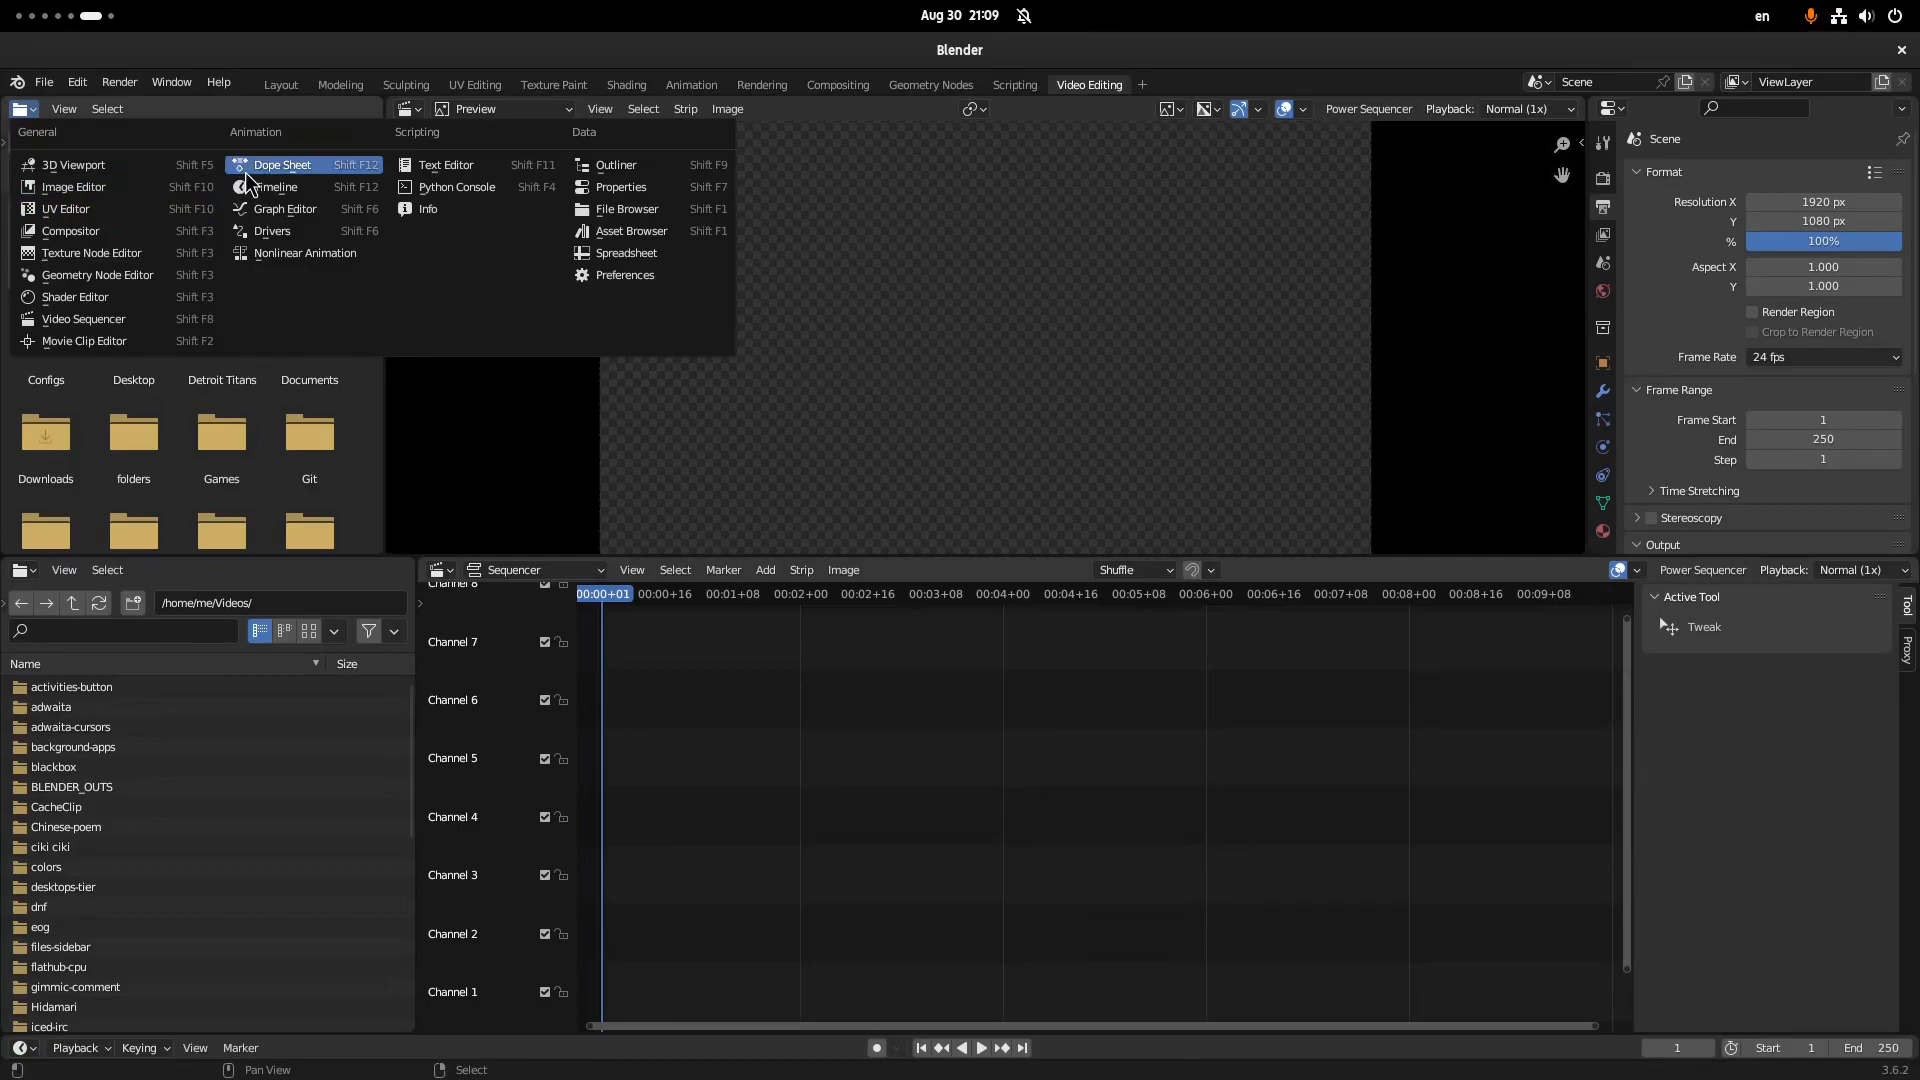 Aug 30 21:09
en
Blender
File Edit Render Window Help
Layout Modeling Sculpting UV Editing Texture Paint Shading Animation Rendering Compositing Geometry Nodes Scripting Video Editing +
Scene ViewLayer
View Select
Preview View Select Strip Image
Power Sequencer Playback: Normal (1x)
General Animation Scripting Data
3D Viewport Shift F5
Image Editor Shift F10
UV Editor Shift F10
Compositor Shift F3
Texture Node Editor Shift F3
Geometry Node Editor Shift F3
Shader Editor Shift F3
Video Sequencer Shift F8
Movie Clip Editor Shift F2
Dope Sheet Shift F12
Timeline Shift F12
Graph Editor Shift F6
Drivers Shift F6
Nonlinear Animation
Text Editor Shift F11
Python Console Shift F4
Info
Outliner Shift F9
Properties Shift F7
File Browser Shift F1
Asset Browser Shift F1
Spreadsheet
Preferences
Configs Desktop Detroit Titans Documents
Downloads folders Games Git
Scene
Format
Resolution X 1920 px
Y 1080 px
% 100%
Aspect X 1.000
Y 1.000
Render Region
Crop to Render Region
Frame Rate 24 fps
Frame Range
Frame Start 1
End 250
Step 1
Time Stretching
Stereoscopy
Output
View Select
/home/me/Videos/
Name Size
activities-button
adwaita
adwaita-cursors
background-apps
blackbox
BLENDER_OUTS
CacheClip
Chinese-poem
ciki ciki
colors
desktops-tier
dnf
eog
files-sidebar
flathub-cpu
gimmic-comment
Hidamari
iced-irc
Sequencer View Select Marker Add Strip Image
Shuffle
Power Sequencer Playback: Normal (1x)
00:00+01 00:00+16 00:01+08 00:02+00 00:02+16 00:03+08 00:04+00 00:04+16 00:05+08 00:06+00 00:06+16 00:07+08 00:08+00 00:08+16 00:09+08
Channel 8
Channel 7
Channel 6
Channel 5
Channel 4
Channel 3
Channel 2
Channel 1
Active Tool
Tweak
Tool
Proxy
Playback Keying View Marker
1 Start 1 End 250
Pan View Select
3.6.2